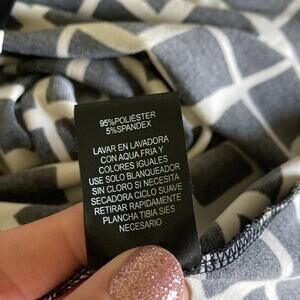 95%POLIÉSTER
5%SPANDEX
LAVAR EN LAVADORA
CON AQUA FRIA Y
COLORES IGUALES
USE SOLO BLANQUEADOR
SIN CLORO SI NECESITA
SECADORA CICLO SUAVE
RETIRAR RAPIDAMENTE
PLANCHA TIBIA SIES
NECESARIO